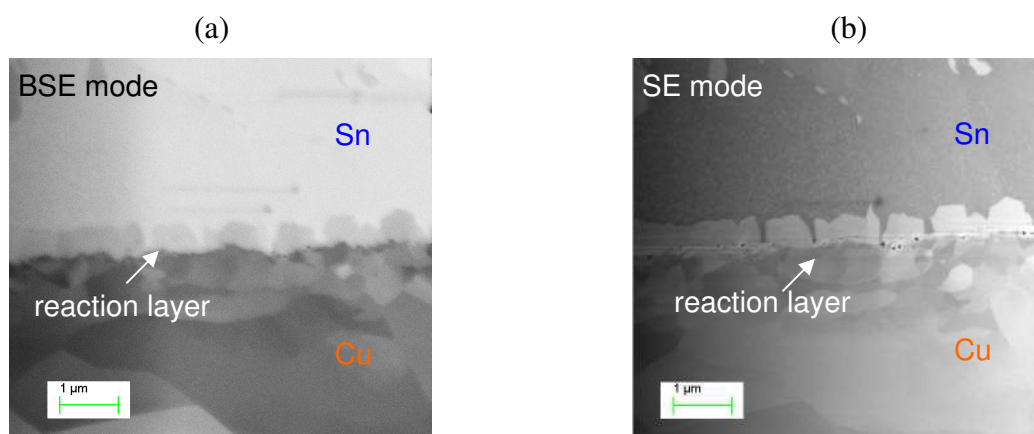 (a)
BSE mode
Sn
reaction layer
Cu
1 µm
(b)
SE mode
Sn
reaction layer
Cu
1 µm